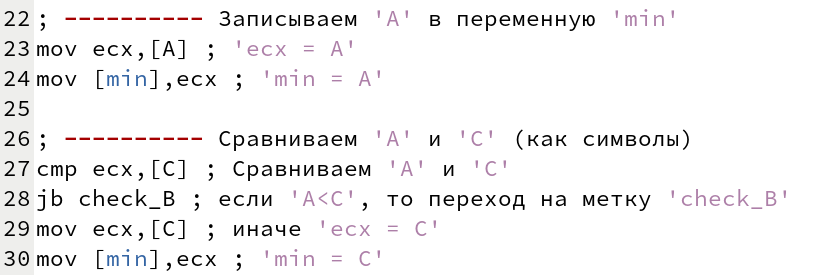 22 ; ---------- Записываем 'A' в переменную 'min'
23 mov ecx,[A] ; 'ecx = A'
24 mov [min],ecx ; 'min = A'
25
26 ; ---------- Сравниваем 'A' и 'C' (как символы)
27 cmp ecx,[C] ; Сравниваем 'A' и 'C'
28 jb check_B ; если 'A<C', то переход на метку 'check_B'
29 mov ecx,[C] ; иначе 'ecx = C'
30 mov [min],ecx ; 'min = C'